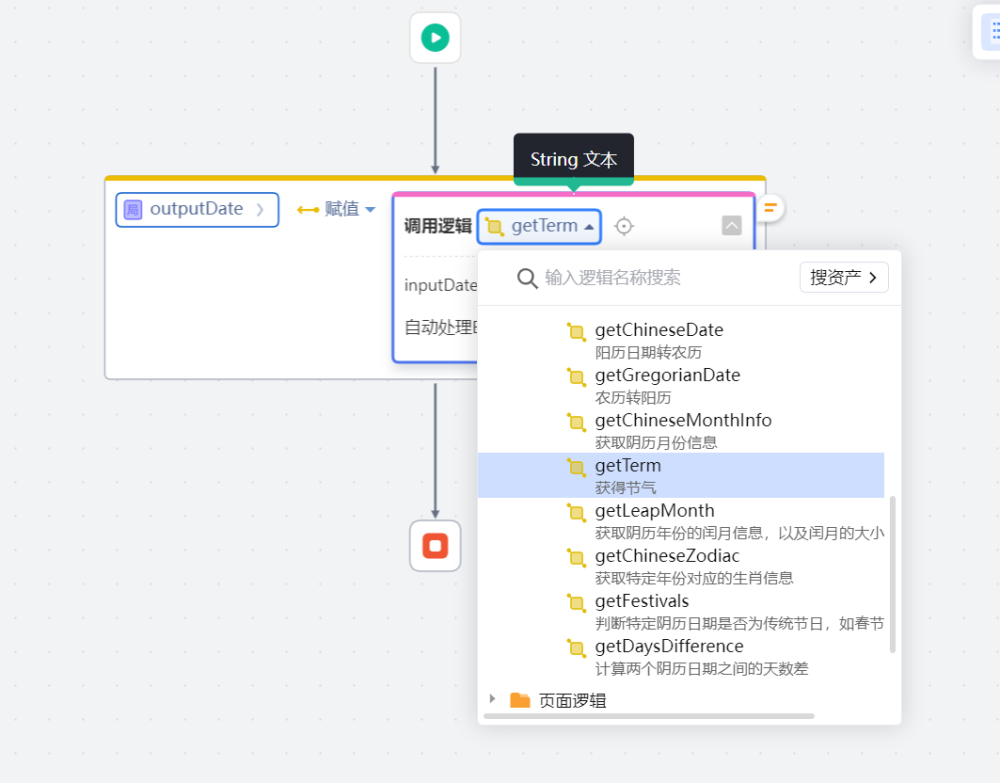 String 文本
局 outputDate
赋值
调用逻辑 getTerm
inputDate
自动处理
输入逻辑名称搜索
搜资产
getChineseDate
阳历日期转农历
getGregorianDate
农历转阳历
getChineseMonthInfo
获取阴历月份信息
getTerm
获得节气
getLeapMonth
获取阴历年份的闰月信息，以及闰月的大小
getChineseZodiac
获取特定年份对应的生肖信息
getFestivals
判断特定阴历日期是否为传统节日，如春节
getDaysDifference
计算两个阴历日期之间的天数差
页面逻辑